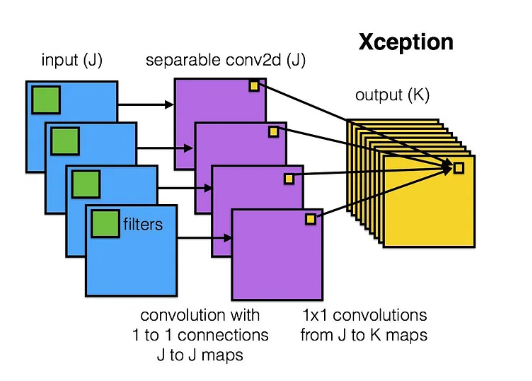 Xception
input (J)
separable conv2d (J)
output (K)
filters
convolution with
1 to 1 connections
J to J maps
1x1 convolutions
from J to K maps